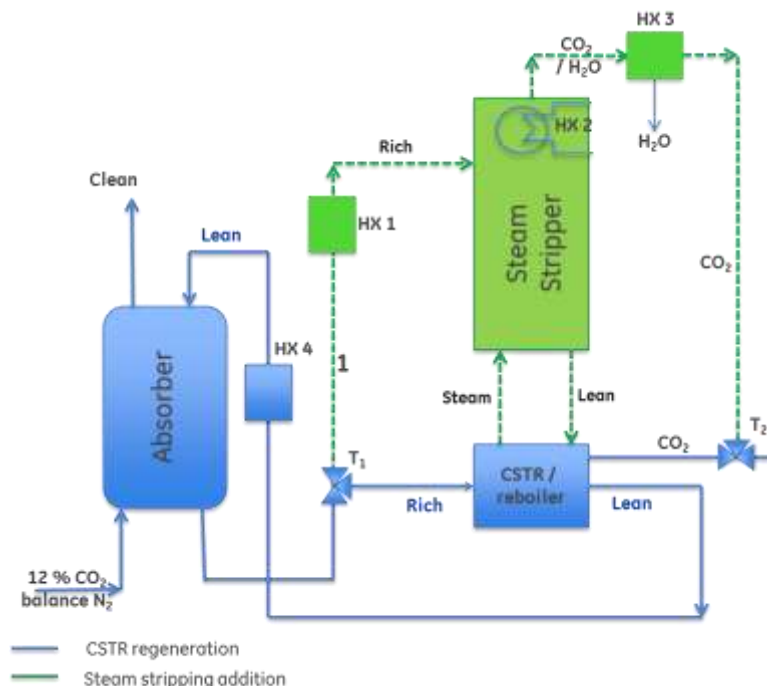 HX 3
CO₂
/ H₂O
HX 2
H₂O
Rich
Clean
HX 1
Lean
Steam
Stripper
CO₂
HX 4
Absorber
1
Steam
Lean
T₁
T₂
CO₂
CSTR /
reboiler
Rich
Lean
12 % CO₂
balance N₂
CSTR regeneration
Steam stripping addition